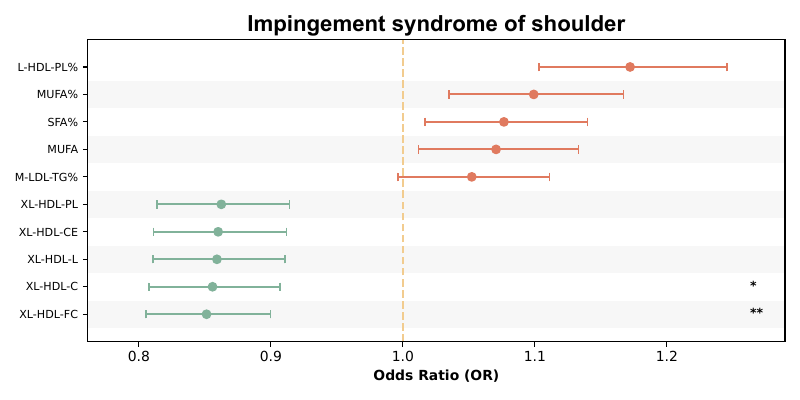 Impingement syndrome of shoulder
L-HDL-PL%
MUFA%
SFA%
MUFA
M-LDL-TG%
XL-HDL-PL
XL-HDL-CE
XL-HDL-L
XL-HDL-C *
XL-HDL-FC **
0.8 0.9 1.0 1.1 1.2
Odds Ratio (OR)